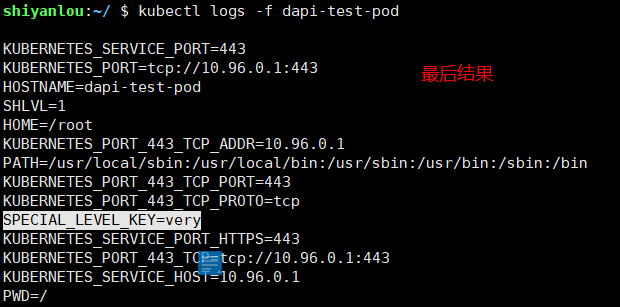 shiyanlou:~/ $ kubectl logs -f dapi-test-pod
KUBERNETES_SERVICE_PORT=443
KUBERNETES_PORT=tcp://10.96.0.1:443
最后结果
HOSTNAME=dapi-test-pod
SHLVL=1
HOME=/root
KUBERNETES_PORT_443_TCP_ADDR=10.96.0.1
PATH=/usr/local/sbin:/usr/local/bin:/usr/sbin:/usr/bin:/sbin:/bin
KUBERNETES_PORT_443_TCP_PORT=443
KUBERNETES_PORT_443_TCP_PROTO=tcp
SPECIAL_LEVEL_KEY=very
KUBERNETES_SERVICE_PORT_HTTPS=443
KUBERNETES_PORT_443_TCP=tcp://10.96.0.1:443
KUBERNETES_SERVICE_HOST=10.96.0.1
PWD=/